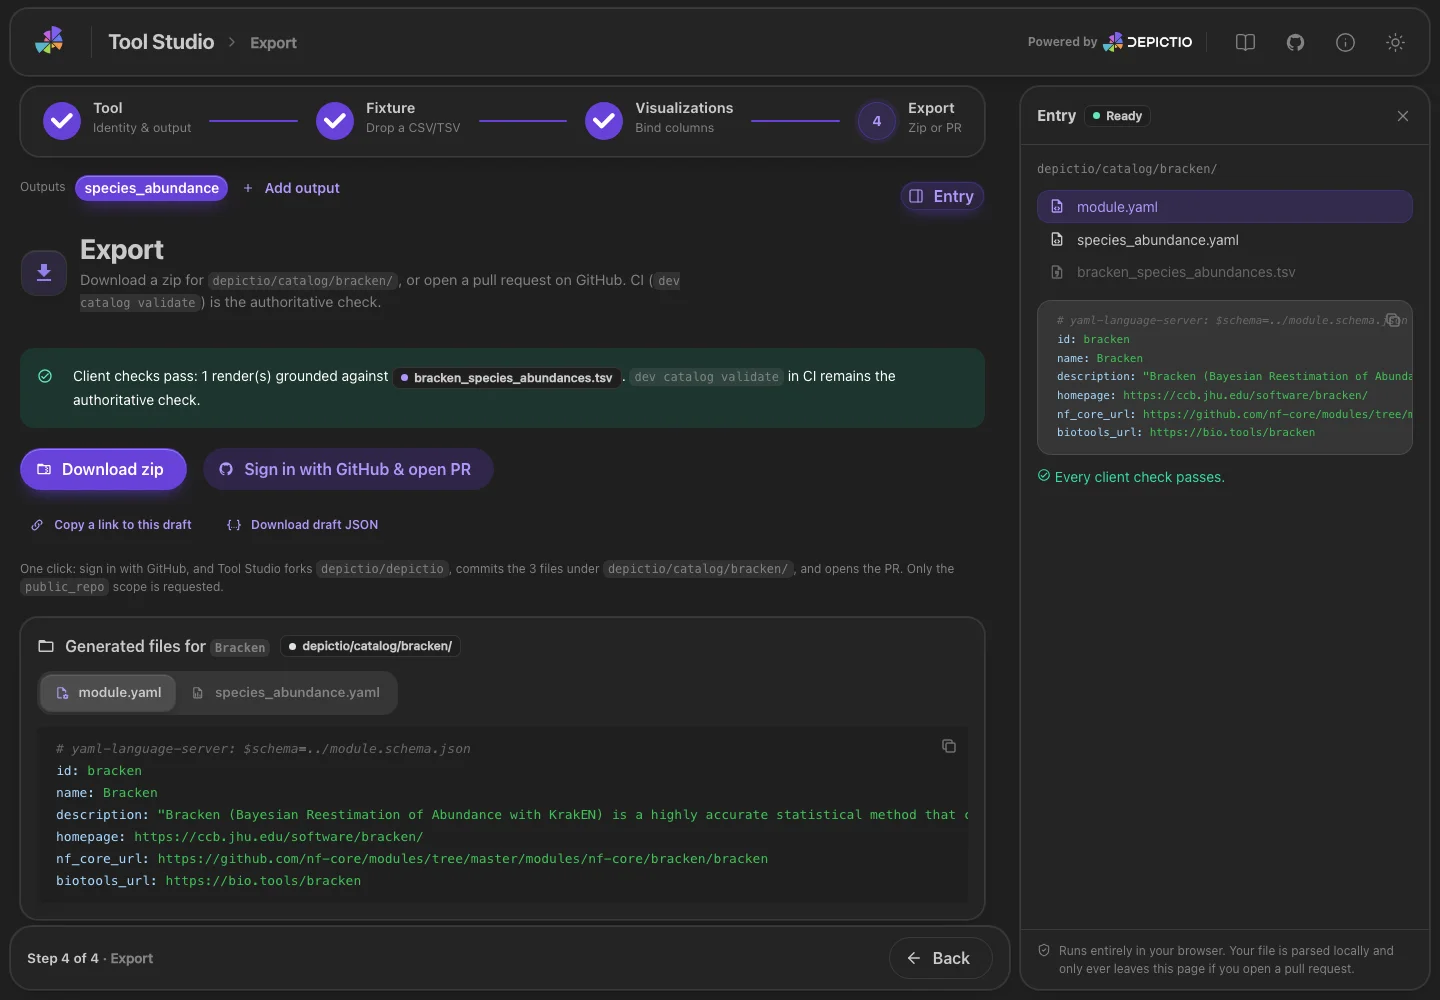 Tool Studio > Export
Powered by DEPICTIO
Tool
Identity & output
Fixture
Drop a CSV/TSV
Visualizations
Bind columns
4
Export
Zip or PR
Outputs species_abundance + Add output
Entry
Export
Download a zip for depictio/catalog/bracken/, or open a pull request on GitHub. CI (dev
catalog validate) is the authoritative check.
Client checks pass: 1 render(s) grounded against bracken_species_abundances.tsv. dev catalog validate in CI remains the
authoritative check.
Download zip
Sign in with GitHub & open PR
Copy a link to this draft
Download draft JSON
One click: sign in with GitHub, and Tool Studio forks depictio/depictio, commits the 3 files under depictio/catalog/bracken/, and opens the PR. Only the
public_repo scope is requested.
Generated files for Bracken depictio/catalog/bracken/
module.yaml
species_abundance.yaml
# yaml-language-server: $schema=../module.schema.json
id: bracken
name: Bracken
description: "Bracken (Bayesian Reestimation of Abundance with KrakEN) is a highly accurate statistical method that
homepage: https://ccb.jhu.edu/software/bracken/
nf_core_url: https://github.com/nf-core/modules/tree/master/modules/nf-core/bracken/bracken
biotools_url: https://bio.tools/bracken
Step 4 of 4 · Export
Back
Entry Ready
depictio/catalog/bracken/
module.yaml
species_abundance.yaml
bracken_species_abundances.tsv
# yaml-language-server: $schema=../module.schema.json
id: bracken
name: Bracken
description: "Bracken (Bayesian Reestimation of Abunda
homepage: https://ccb.jhu.edu/software/bracken/
nf_core_url: https://github.com/nf-core/modules/tree/m
biotools_url: https://bio.tools/bracken
Every client check passes.
Runs entirely in your browser. Your file is parsed locally and
only ever leaves this page if you open a pull request.